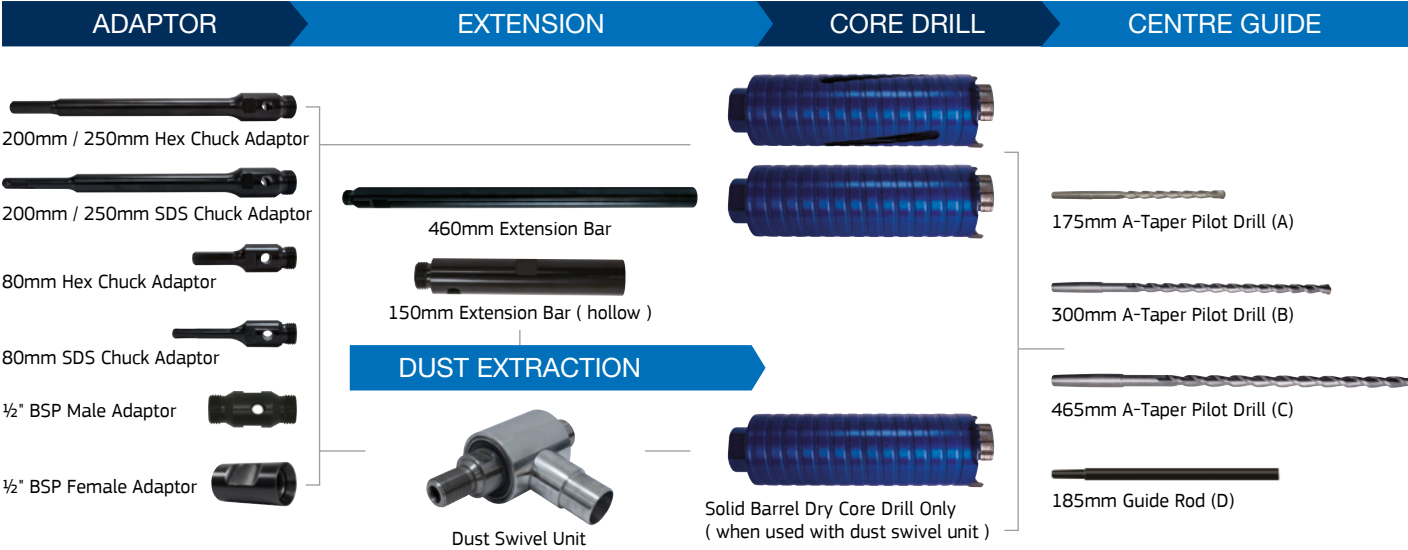 ADAPTOR
EXTENSION
CORE DRILL
CENTRE GUIDE
200mm / 250mm Hex Chuck Adaptor
200mm / 250mm SDS Chuck Adaptor
80mm Hex Chuck Adaptor
80mm SDS Chuck Adaptor
½" BSP Male Adaptor
½" BSP Female Adaptor
460mm Extension Bar
150mm Extension Bar ( hollow )
DUST EXTRACTION
Dust Swivel Unit
Solid Barrel Dry Core Drill Only
( when used with dust swivel unit )
175mm A-Taper Pilot Drill (A)
300mm A-Taper Pilot Drill (B)
465mm A-Taper Pilot Drill (C)
185mm Guide Rod (D)